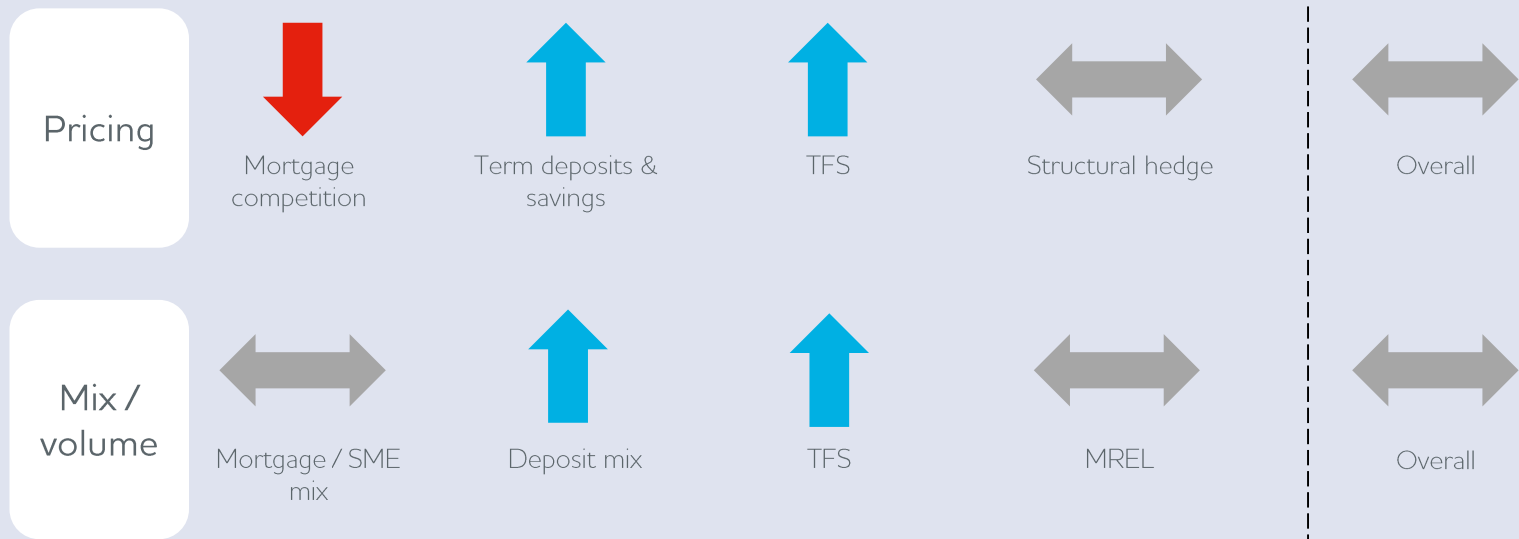 Pricing
Mortgage
competition
Term deposits &
savings
TFS
Structural hedge
Overall
Mix /
volume
Mortgage / SME
mix
Deposit mix
TFS
MREL
Overall